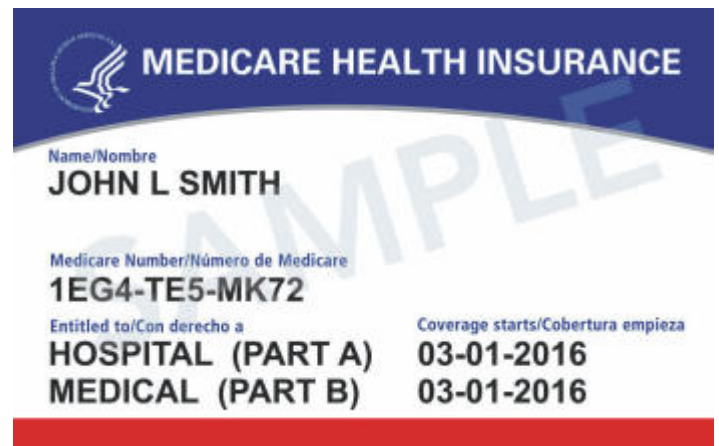 MEDICARE HEALTH INSURANCE
SAMPLE
Name/Nombre
JOHN L SMITH
Medicare Number/Número de Medicare
1EG4-TE5-MK72
Entitled to/Con derecho a
HOSPITAL (PART A)
MEDICAL (PART B)
Coverage starts/Cobertura empieza
03-01-2016
03-01-2016